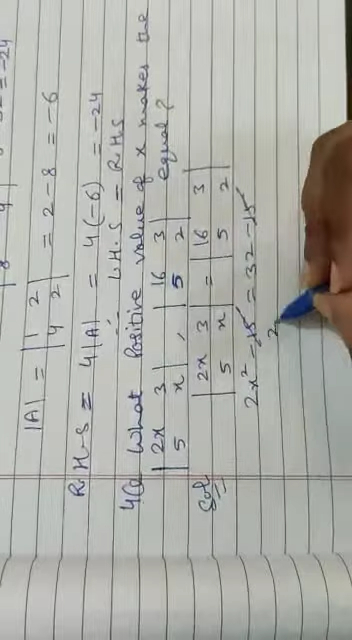 |A| = | 1 2 | = 2 - 8 = -6
| 4 2 |
R.H.S = 4|A| = 4(-6) = -24
∴ L.H.S = R.H.S
4Q. What Positive value of x makes the
| 2x 3 | , | 16 3 | equal?
| 5 x | | 5 2 |
Sol | 2x 3 | = | 16 3 |
| 5 x | | 5 2 |
2x² - 15 = 32 - 15
2